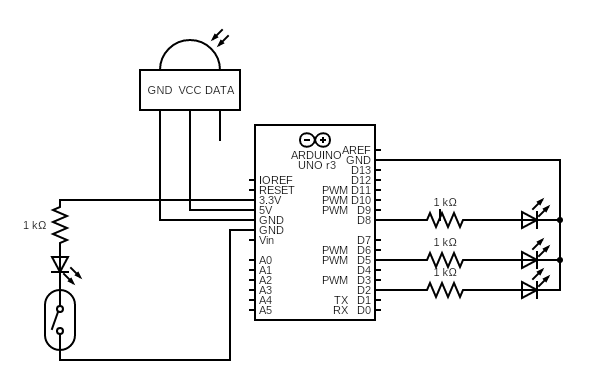 GND VCC DATA
ARDUINO
UNO r3
AREF
GND
D13
IOREF D12
RESET PWM D11
3.3V PWM D10
5V PWM D9
GND D8
GND
Vin D7
PWM D6
A0 PWM D5
A1 D4
A2 PWM D3
A3 D2
A4 TX D1
A5 RX D0
1 kΩ
1 kΩ
1 kΩ
1 kΩ